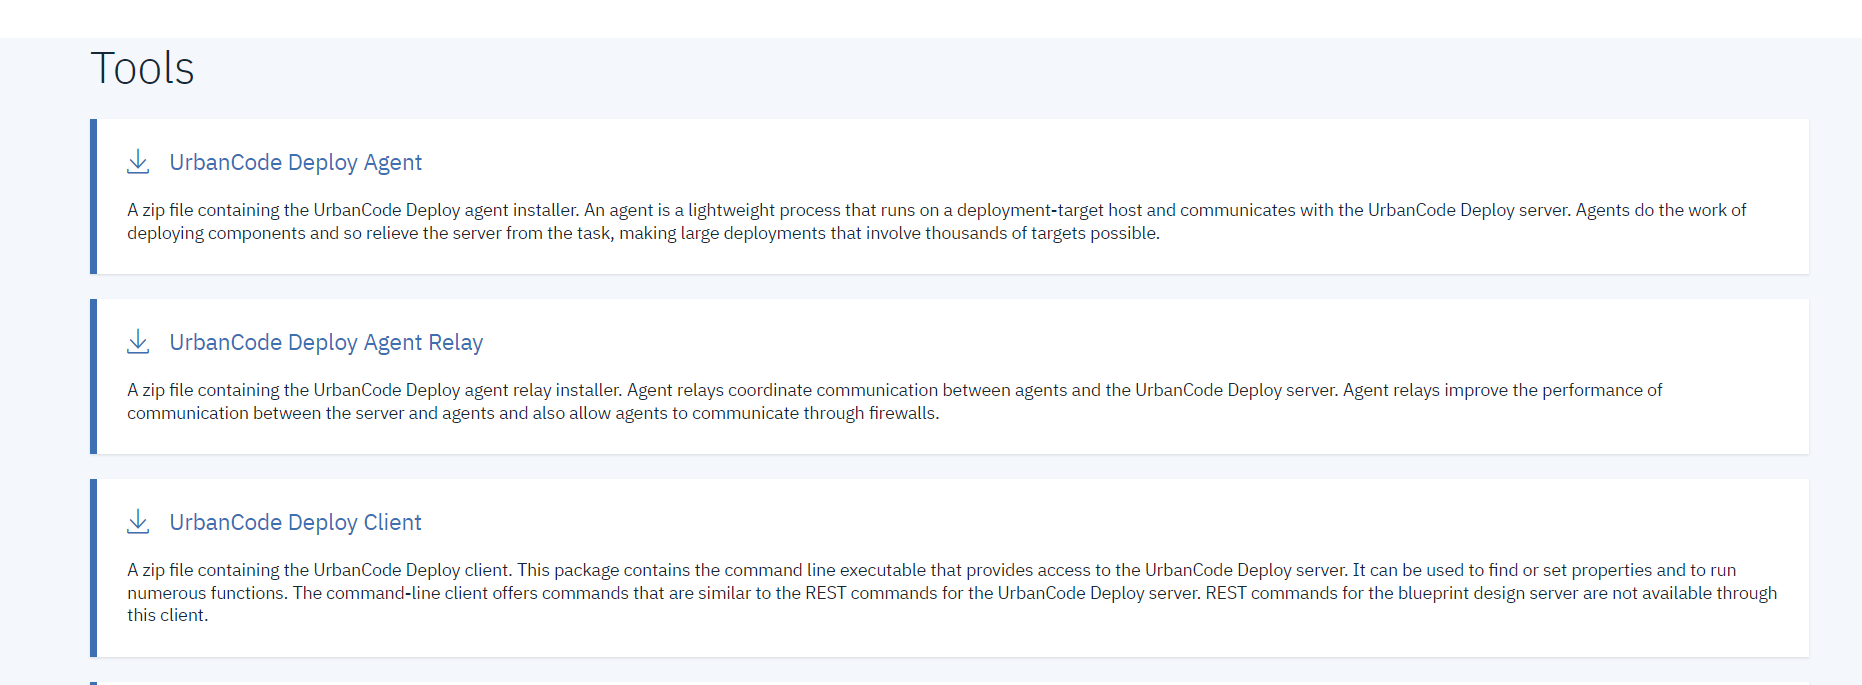 Tools
UrbanCode Deploy Agent
A zip file containing the UrbanCode Deploy agent installer. An agent is a lightweight process that runs on a deployment-target host and communicates with the UrbanCode Deploy server. Agents do the work of
deploying components and so relieve the server from the task, making large deployments that involve thousands of targets possible.
UrbanCode Deploy Agent Relay
A zip file containing the UrbanCode Deploy agent relay installer. Agent relays coordinate communication between agents and the UrbanCode Deploy server. Agent relays improve the performance of
communication between the server and agents and also allow agents to communicate through firewalls.
UrbanCode Deploy Client
A zip file containing the UrbanCode Deploy client. This package contains the command line executable that provides access to the UrbanCode Deploy server. It can be used to find or set properties and to run
numerous functions. The command-line client offers commands that are similar to the REST commands for the UrbanCode Deploy server. REST commands for the blueprint design server are not available through
this client.